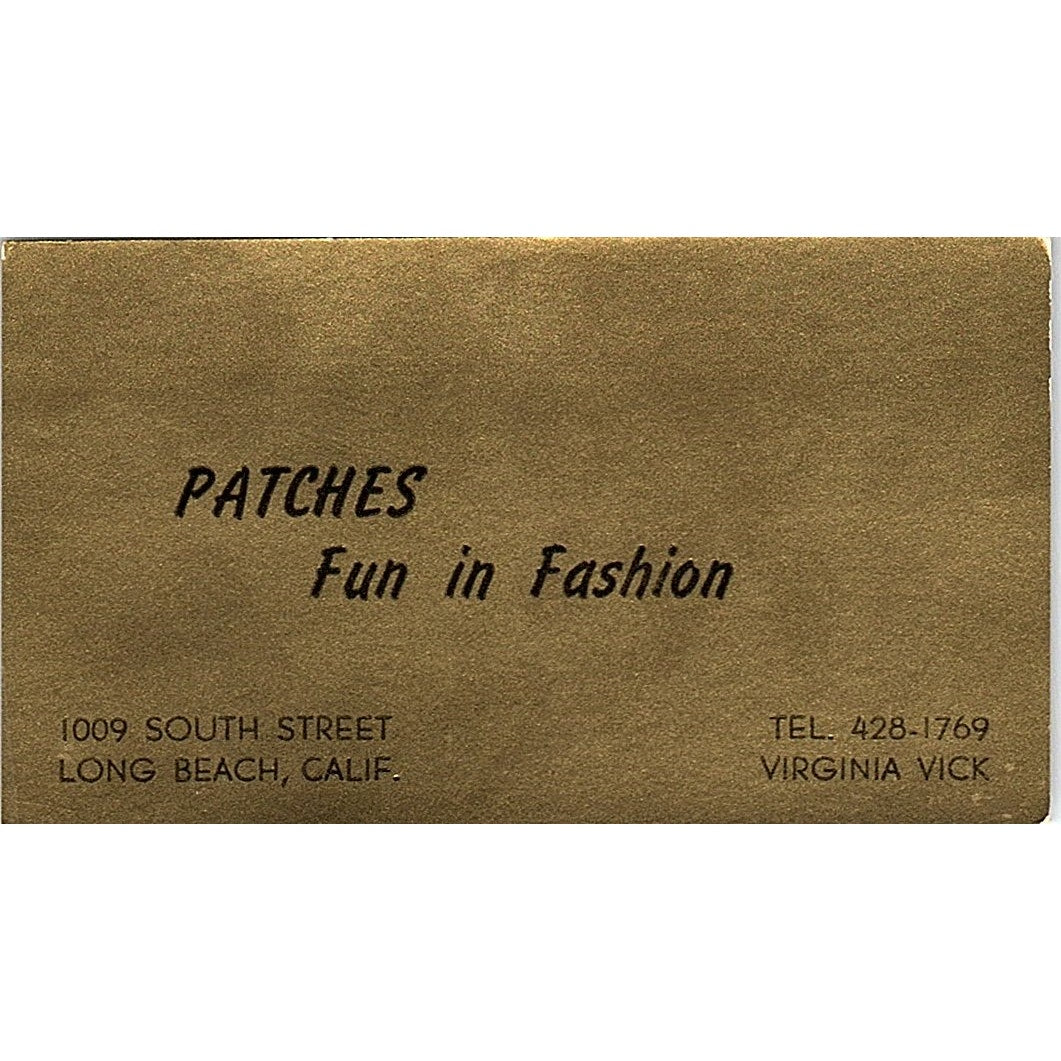 PATCHES
Fun in Fashion
1009 SOUTH STREET
LONG BEACH, CALIF.
TEL. 428-1769
VIRGINIA VICK